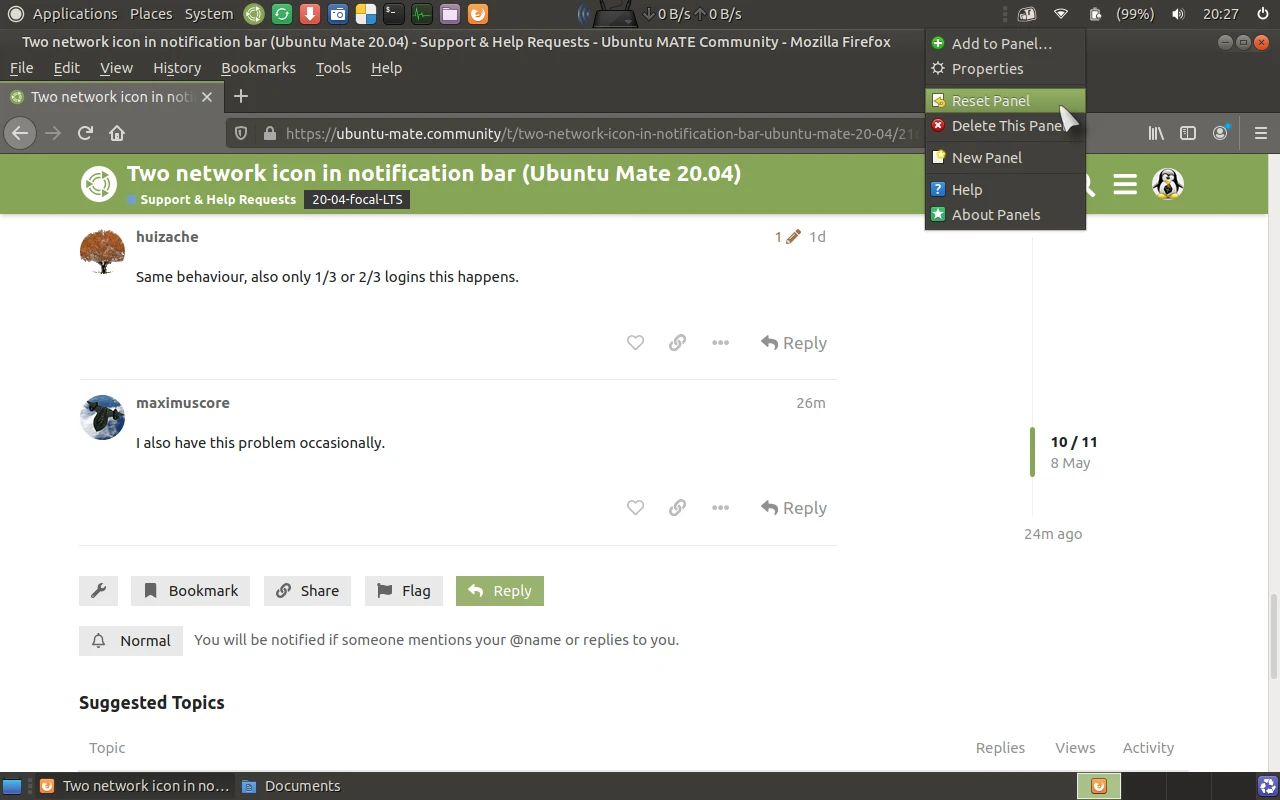 Applications Places System 0 B/s 0 B/s (99%) 20:27
Two network icon in notification bar (Ubuntu Mate 20.04) - Support & Help Requests - Ubuntu MATE Community - Mozilla Firefox
File Edit View History Bookmarks Tools Help
Two network icon in noti
https://ubuntu-mate.community/t/two-network-icon-in-notification-bar-ubuntu-mate-20-04/21
Add to Panel...
Properties
Reset Panel
Delete This Panel
New Panel
Help
About Panels
Two network icon in notification bar (Ubuntu Mate 20.04)
Support & Help Requests 20-04-focal-LTS
huizache 1 1d
Same behaviour, also only 1/3 or 2/3 logins this happens.
Reply
maximuscore 26m
I also have this problem occasionally.
Reply
10 / 11
8 May
24m ago
Bookmark Share Flag Reply
Normal You will be notified if someone mentions your @name or replies to you.
Suggested Topics
Topic Replies Views Activity
Two network icon in no... Documents